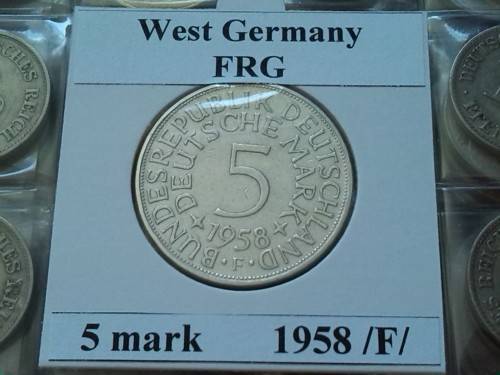 West Germany
FRG
BUNDESREPUBLIK DEUTSCHLAND
DEUTSCHE MARK
5
1958
· F ·
5 mark 1958 /F/